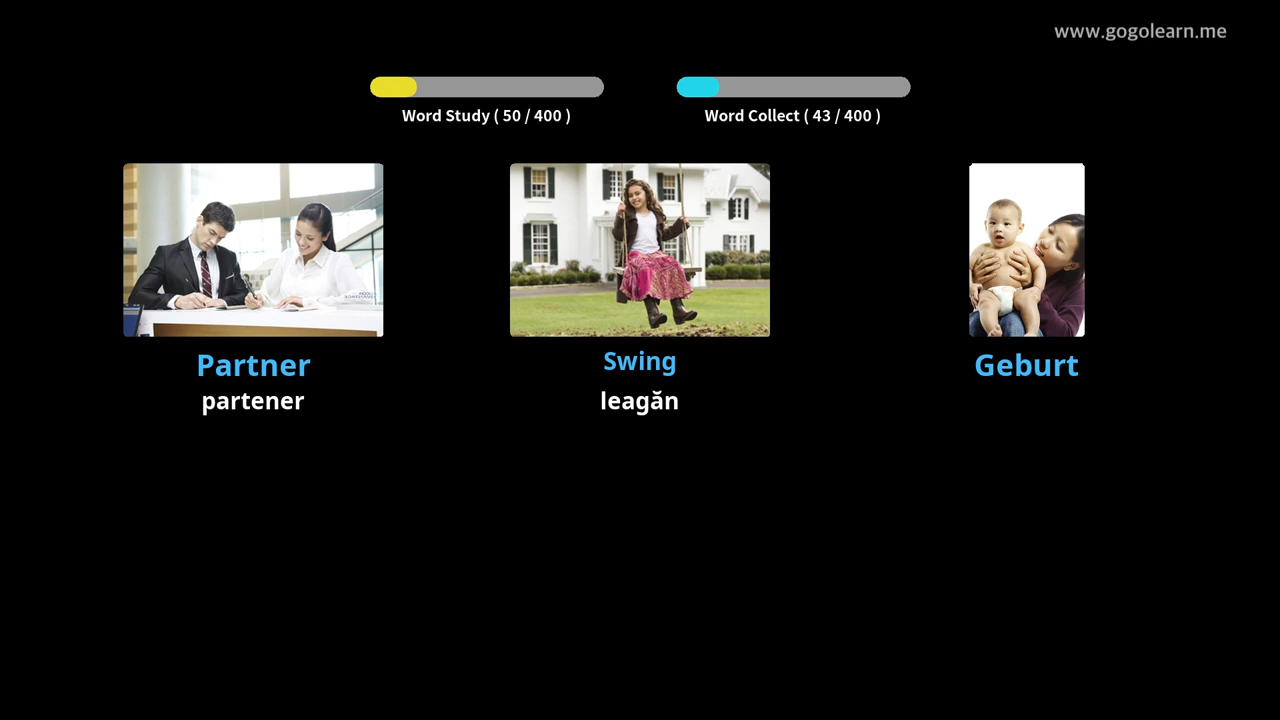 www.gogolearn.me
Word Study ( 50 / 400 )
Word Collect ( 43 / 400 )
Partner
Swing
Geburt
partener
leagăn